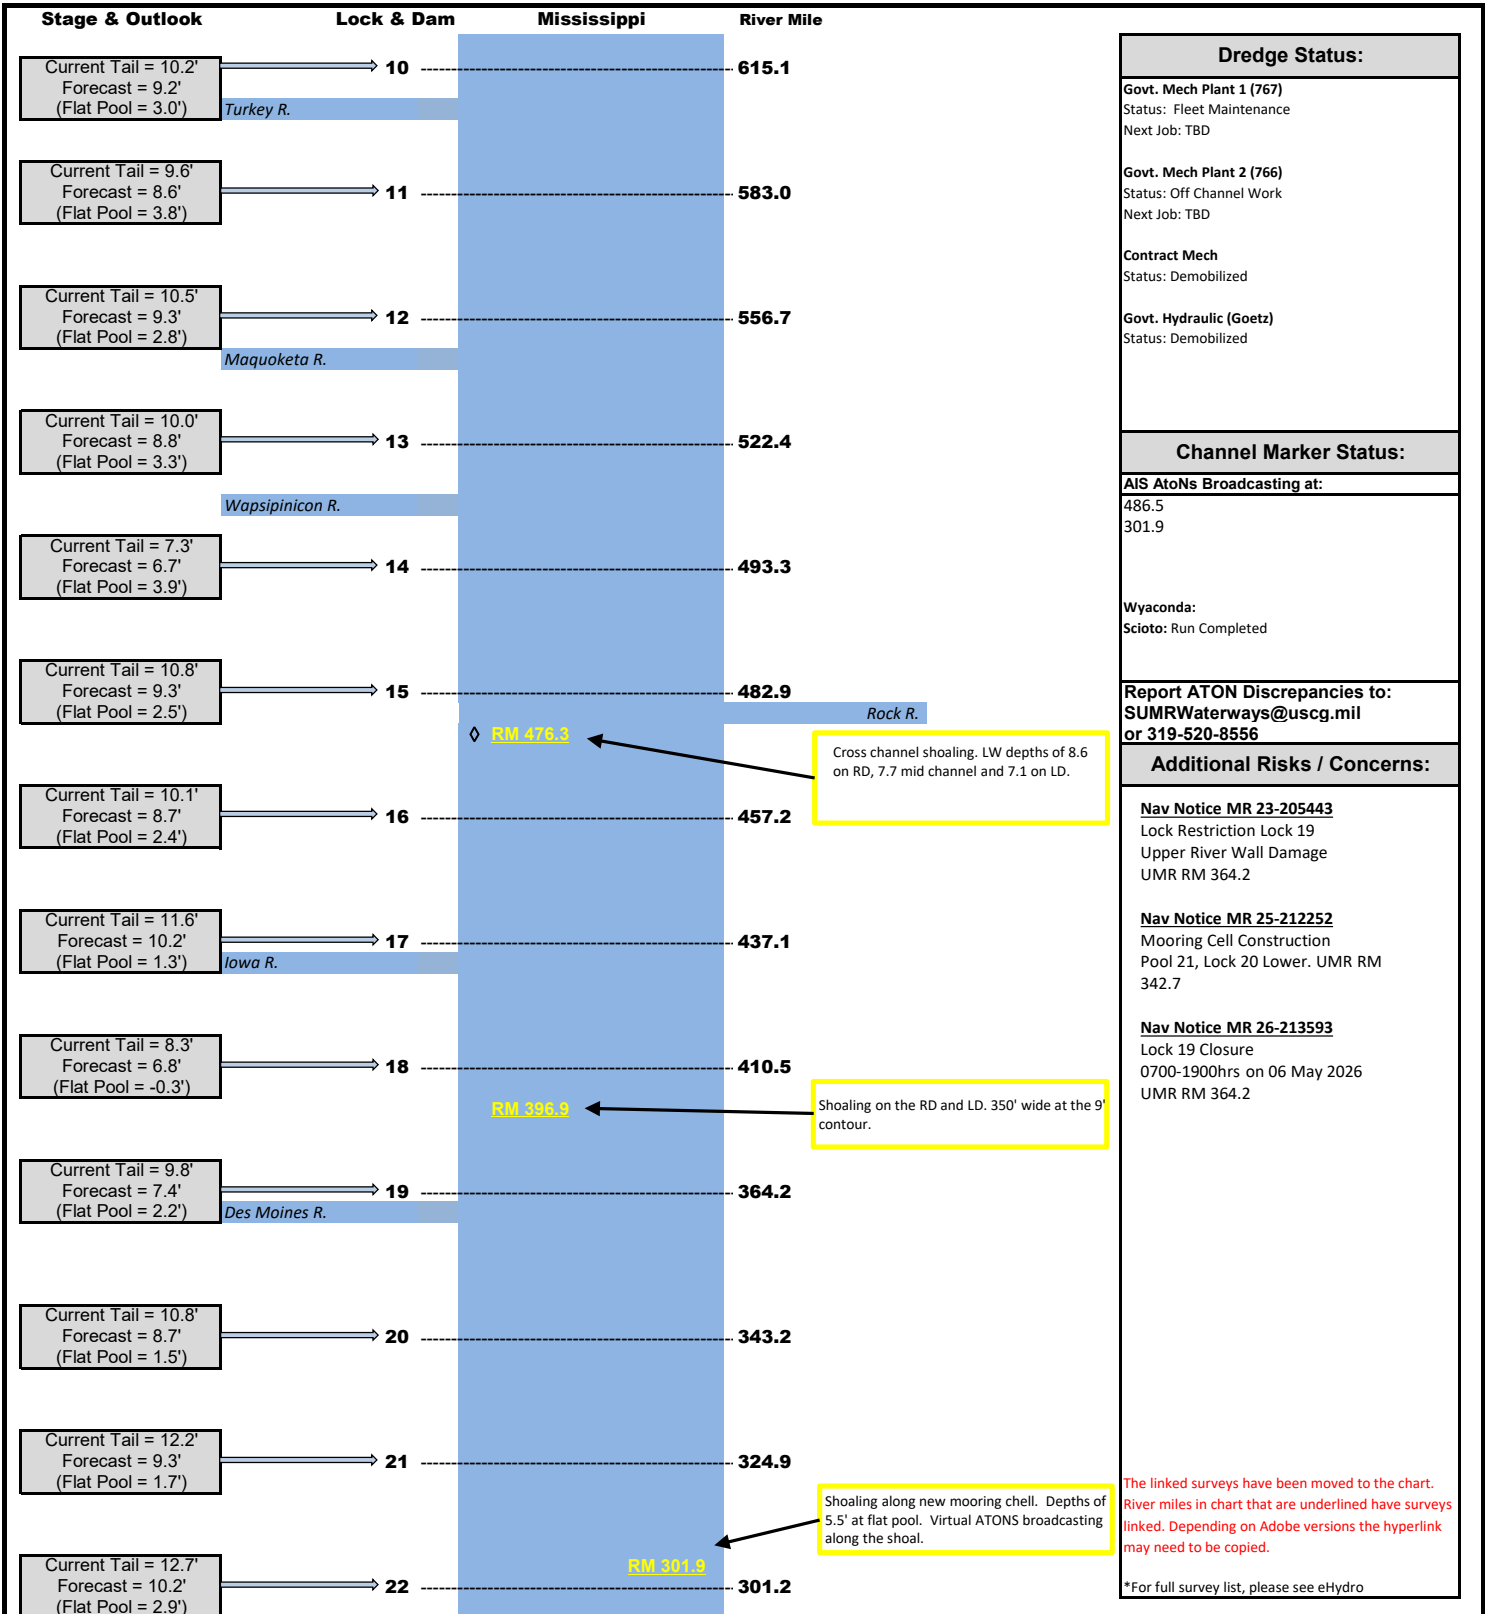 Stage & Outlook Lock & Dam Mississippi River Mile
Current Tail = 10.2'
Forecast = 9.2'
(Flat Pool = 3.0')
10 615.1
Turkey R.
Current Tail = 9.6'
Forecast = 8.6'
(Flat Pool = 3.8')
11 583.0
Current Tail = 10.5'
Forecast = 9.3'
(Flat Pool = 2.8')
12 556.7
Maquoketa R.
Current Tail = 10.0'
Forecast = 8.8'
(Flat Pool = 3.3')
13 522.4
Wapsipinicon R.
Current Tail = 7.3'
Forecast = 6.7'
(Flat Pool = 3.9')
14 493.3
Current Tail = 10.8'
Forecast = 9.3'
(Flat Pool = 2.5')
15 482.9
Rock R.
◊ RM 476.3
Cross channel shoaling. LW depths of 8.6
on RD, 7.7 mid channel and 7.1 on LD.
Current Tail = 10.1'
Forecast = 8.7'
(Flat Pool = 2.4')
16 457.2
Current Tail = 11.6'
Forecast = 10.2'
(Flat Pool = 1.3')
17 437.1
Iowa R.
Current Tail = 8.3'
Forecast = 6.8'
(Flat Pool = -0.3')
18 410.5
RM 396.9
Shoaling on the RD and LD. 350' wide at the 9'
contour.
Current Tail = 9.8'
Forecast = 7.4'
(Flat Pool = 2.2')
19 364.2
Des Moines R.
Current Tail = 10.8'
Forecast = 8.7'
(Flat Pool = 1.5')
20 343.2
Current Tail = 12.2'
Forecast = 9.3'
(Flat Pool = 1.7')
21 324.9
Shoaling along new mooring chell. Depths of
5.5' at flat pool. Virtual ATONS broadcasting
along the shoal.
RM 301.9
Current Tail = 12.7'
Forecast = 10.2'
(Flat Pool = 2.9')
22 301.2
Dredge Status:
Govt. Mech Plant 1 (767)
Status: Fleet Maintenance
Next Job: TBD
Govt. Mech Plant 2 (766)
Status: Off Channel Work
Next Job: TBD
Contract Mech
Status: Demobilized
Govt. Hydraulic (Goetz)
Status: Demobilized
Channel Marker Status:
AIS AtoNs Broadcasting at:
486.5
301.9
Wyaconda:
Scioto: Run Completed
Report ATON Discrepancies to:
SUMRWaterways@uscg.mil
or 319-520-8556
Additional Risks / Concerns:
Nav Notice MR 23-205443
Lock Restriction Lock 19
Upper River Wall Damage
UMR RM 364.2
Nav Notice MR 25-212252
Mooring Cell Construction
Pool 21, Lock 20 Lower. UMR RM
342.7
Nav Notice MR 26-213593
Lock 19 Closure
0700-1900hrs on 06 May 2026
UMR RM 364.2
The linked surveys have been moved to the chart.
River miles in chart that are underlined have surveys
linked. Depending on Adobe versions the hyperlink
may need to be copied.
*For full survey list, please see eHydro